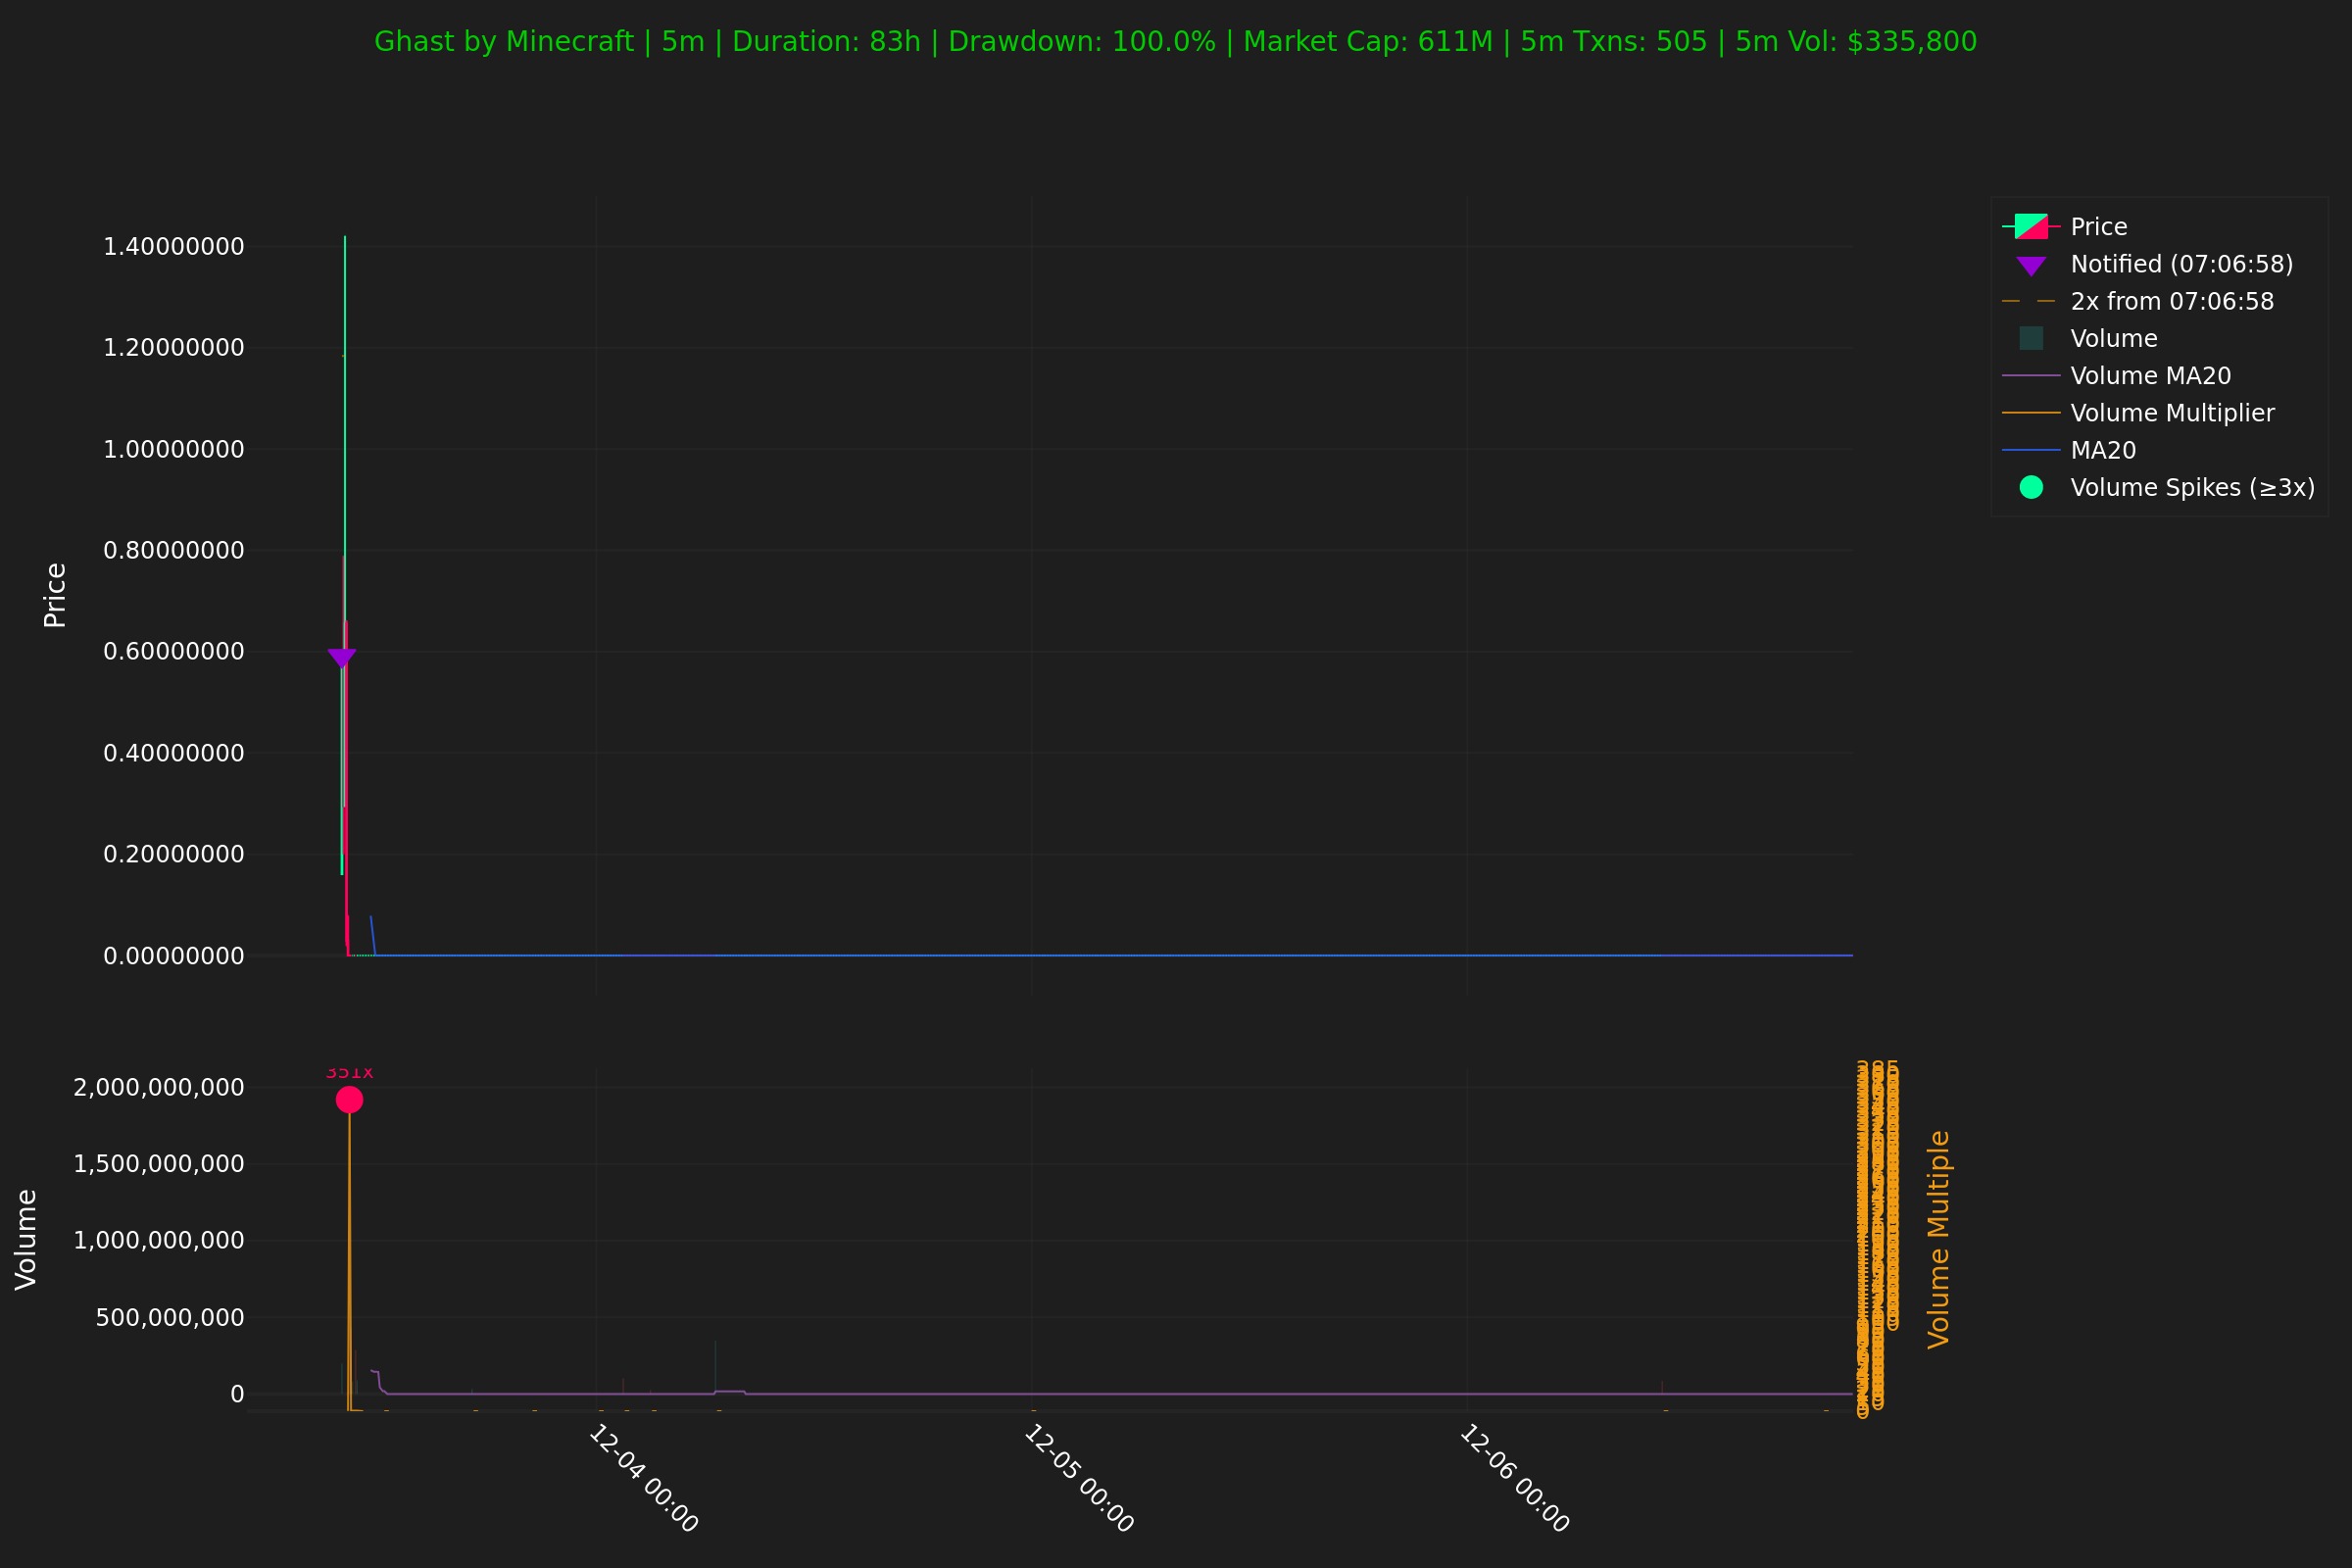 Ghast by Minecraft | 5m | Duration: 83h | Drawdown: 100.0% | Market Cap: 611M | 5m Txns: 505 | 5m Vol: $335,800
Price
1.40000000
1.20000000
1.00000000
0.80000000
0.60000000
0.40000000
0.20000000
0.00000000
Price
Notified (07:06:58)
2x from 07:06:58
Volume
Volume MA20
Volume Multiplier
MA20
Volume Spikes (≥3x)
351x
Volume
2,000,000,000
1,500,000,000
1,000,000,000
500,000,000
0
Volume Multiple
12-04 00:00
12-05 00:00
12-06 00:00